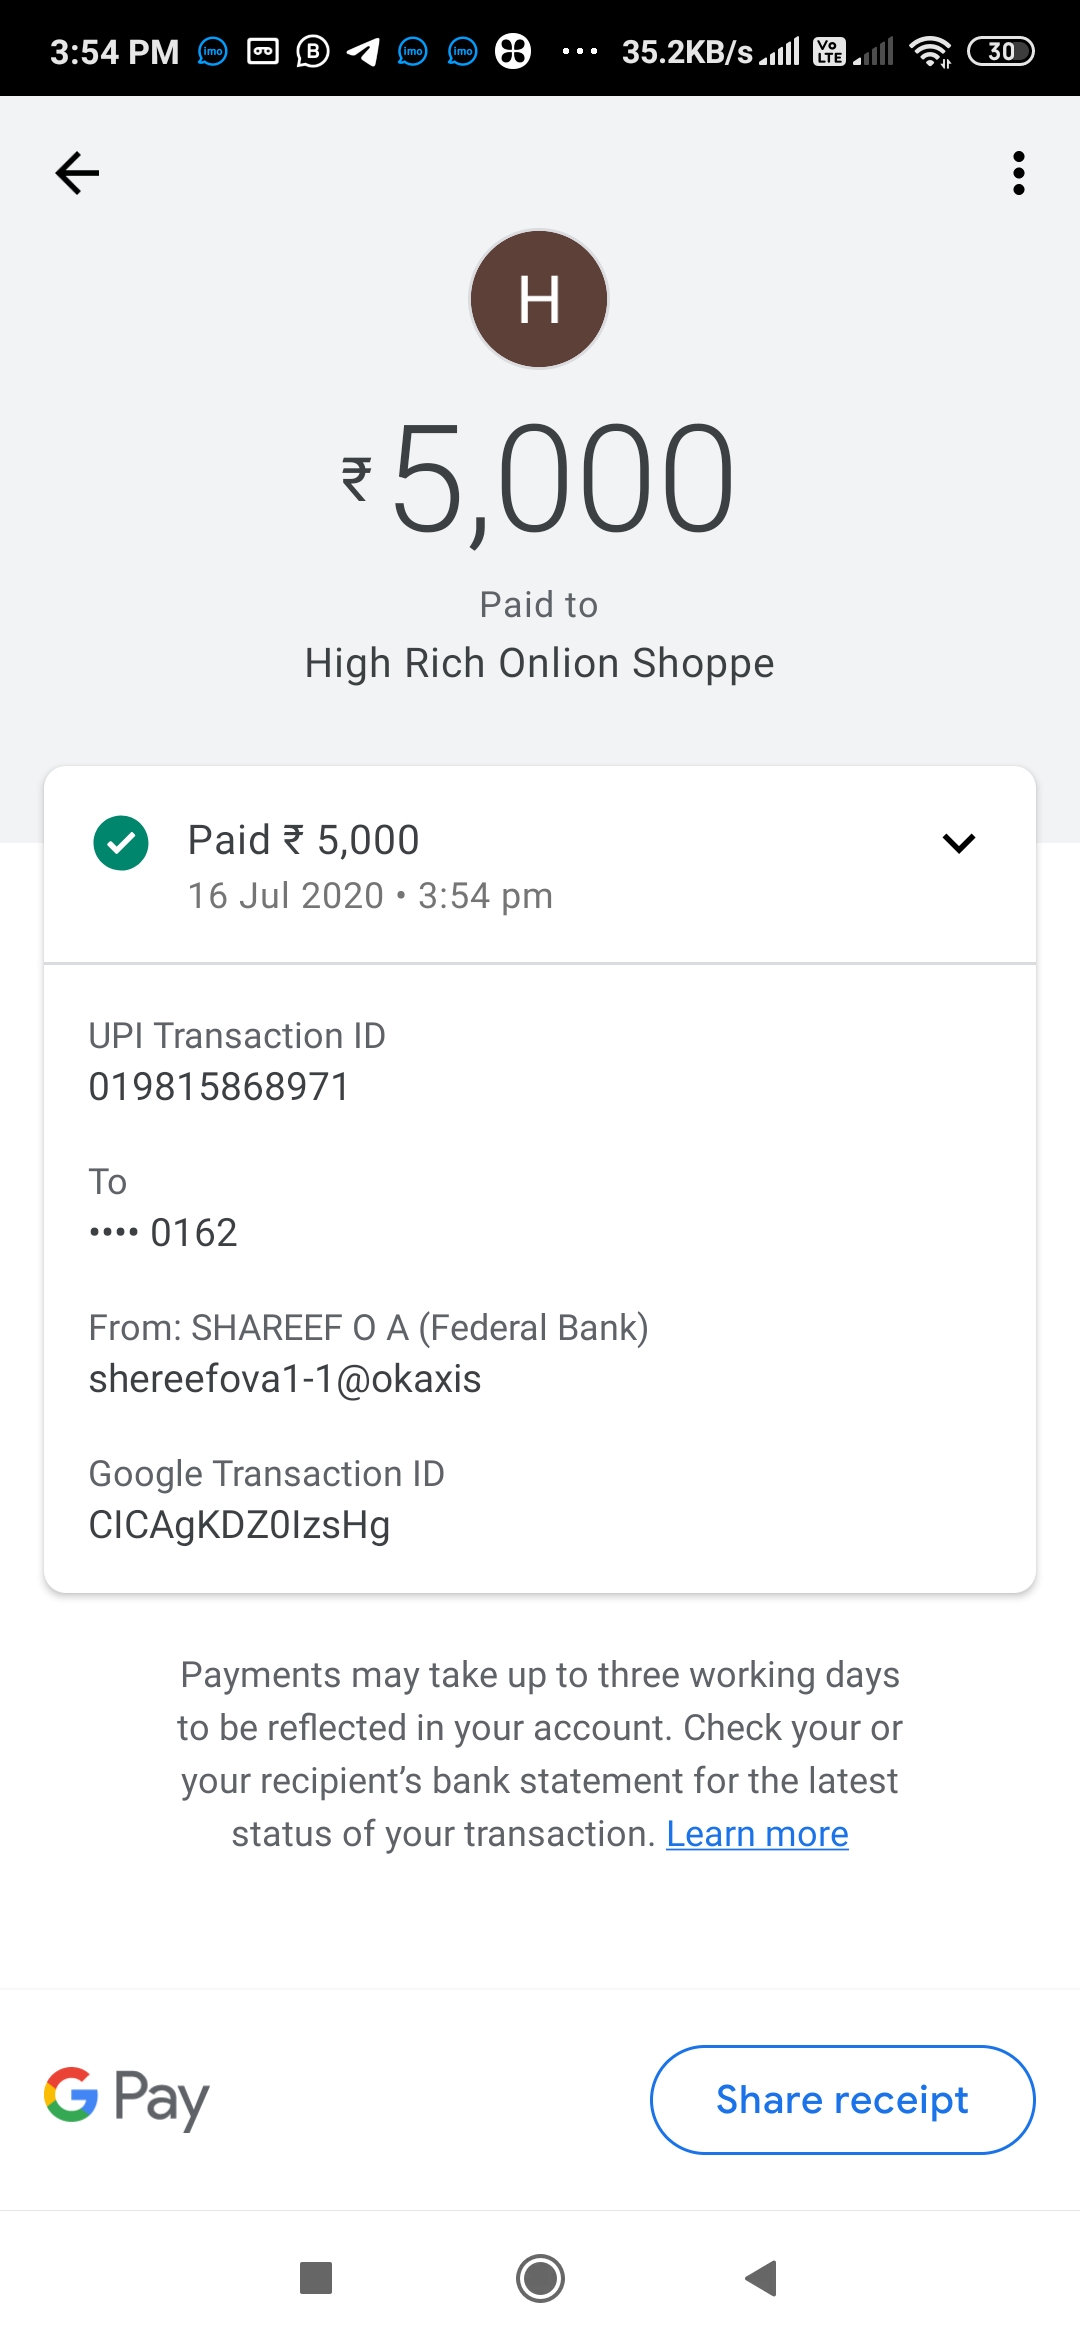 3:54 PM imo B imo imo ... 35.2KB/s Vo LTE 30
H
₹5,000
Paid to
High Rich Onlion Shoppe
Paid ₹ 5,000
16 Jul 2020 • 3:54 pm
UPI Transaction ID
019815868971
To
•••• 0162
From: SHAREEF O A (Federal Bank)
shereefova1-1@okaxis
Google Transaction ID
CICAgKDZ0IzsHg
Payments may take up to three working days
to be reflected in your account. Check your or
your recipient’s bank statement for the latest
status of your transaction. Learn more
G Pay
Share receipt